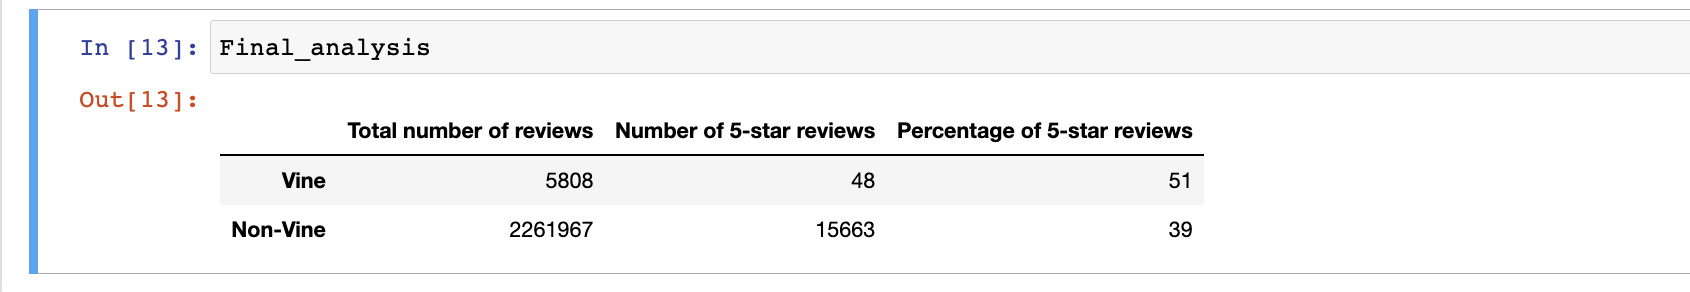 In [13]: Final_analysis
Out[13]:
Total number of reviews Number of 5-star reviews Percentage of 5-star reviews
Vine 5808 48 51
Non-Vine 2261967 15663 39